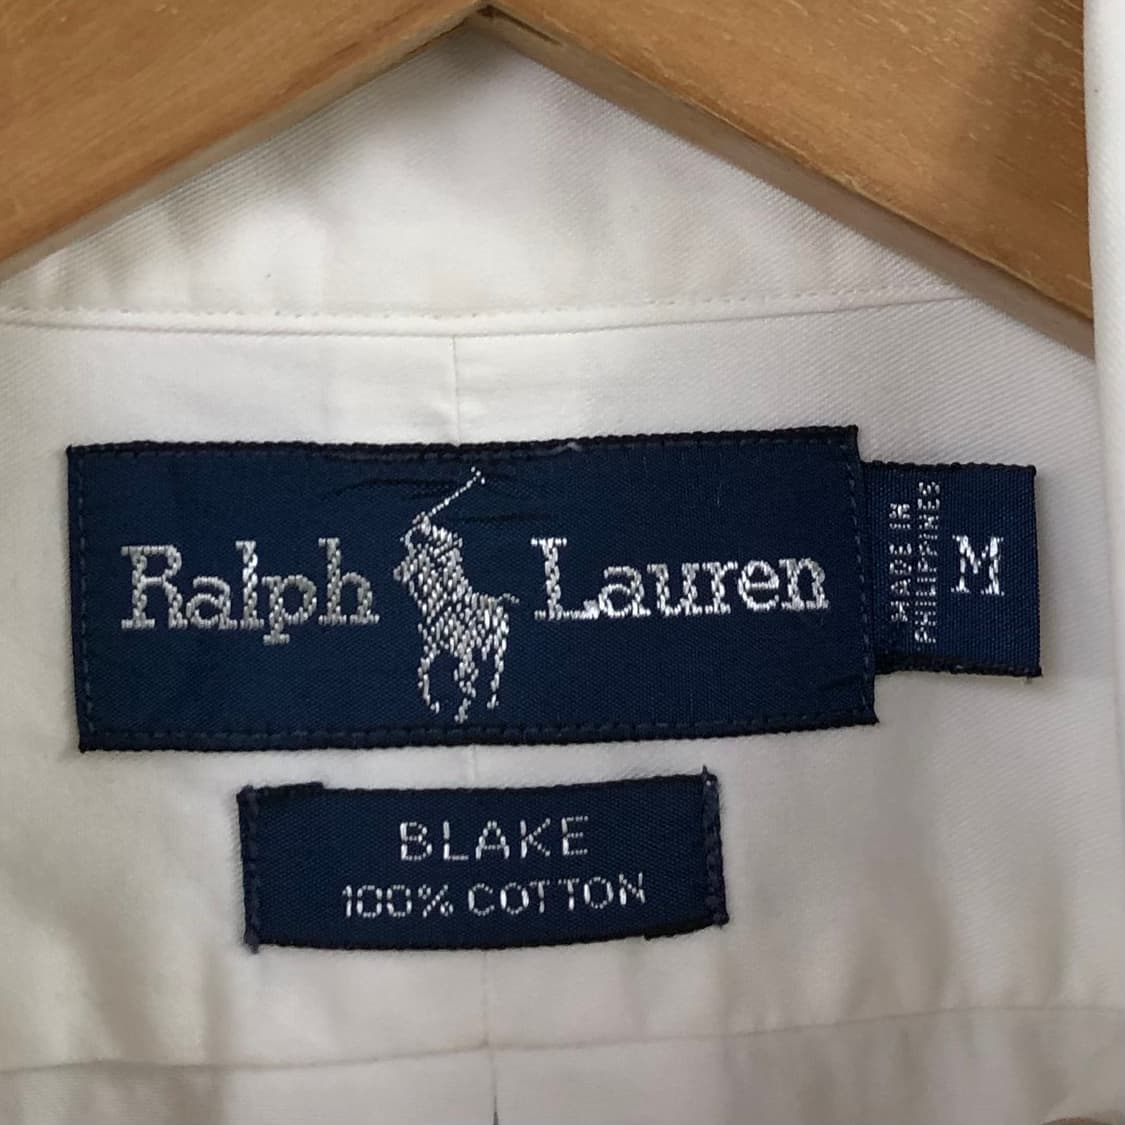 Ralph Lauren
MADE IN
PHILIPPINES
M
BLAKE
100% COTTON